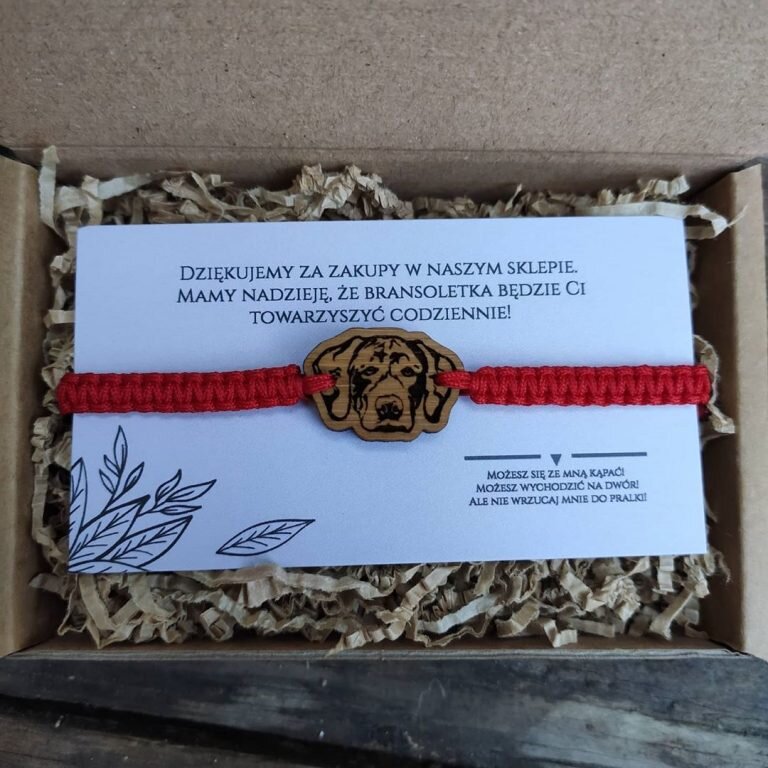 DZIĘKUJEMY ZA ZAKUPY W NASZYM SKLEPIE.
MAMY NADZIEJĘ, ŻE BRANSOLETKA BĘDZIE CI
TOWARZYSZYĆ CODZIENNIE!
MOŻESZ SIĘ ZE MNĄ KĄPAĆ!
MOŻESZ WYCHODZIĆ NA DWÓR!
ALE NIE WRZUCAJ MNIE DO PRALKI!